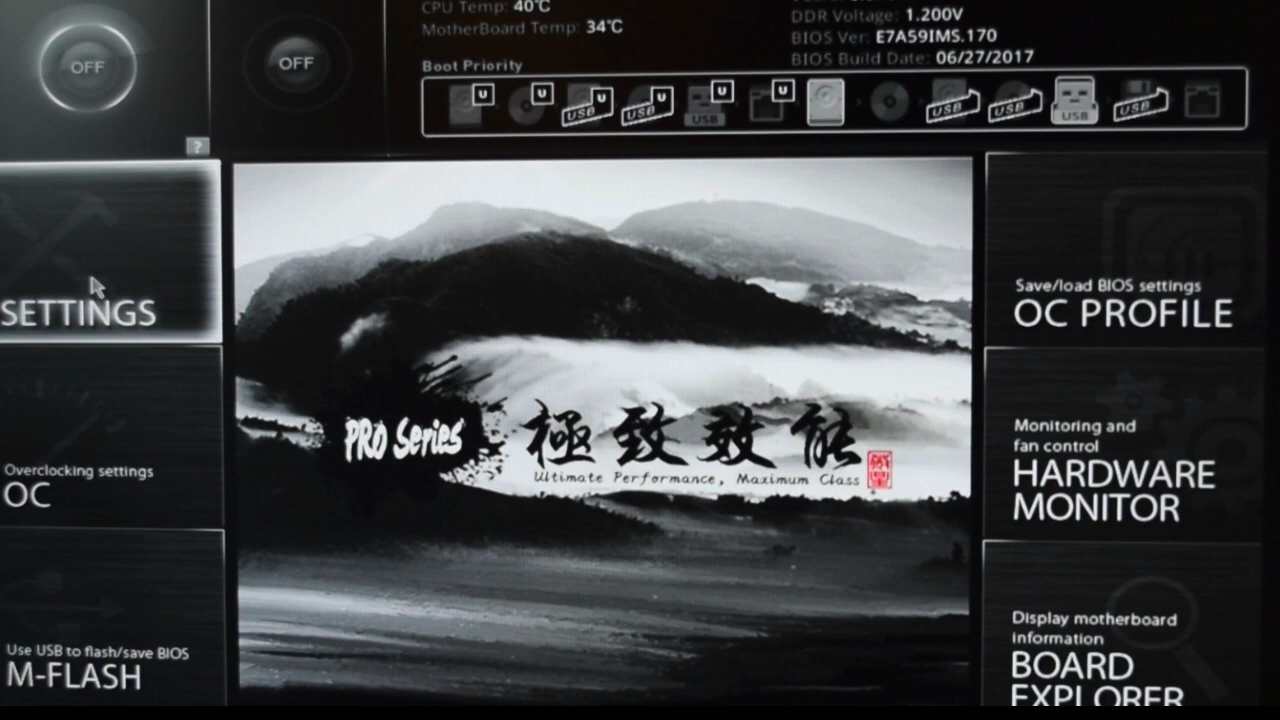 CPU Temp: 40°C
MotherBoard Temp: 34°C
DDR Voltage: 1.200V
BIOS Ver: E7A59IMS.170
BIOS Build Date: 06/27/2017
OFF
OFF
Boot Priority
U
U
U
U
U
U
USB
USB
USB
USB
USB
USB
USB
?
SETTINGS
Overclocking settings
OC
Use USB to flash/save BIOS
M-FLASH
PRO Series
極致效能
Ultimate Performance, Maximum Class
Save/load BIOS settings
OC PROFILE
Monitoring and
fan control
HARDWARE
MONITOR
Display motherboard
information
BOARD
EXPLORER